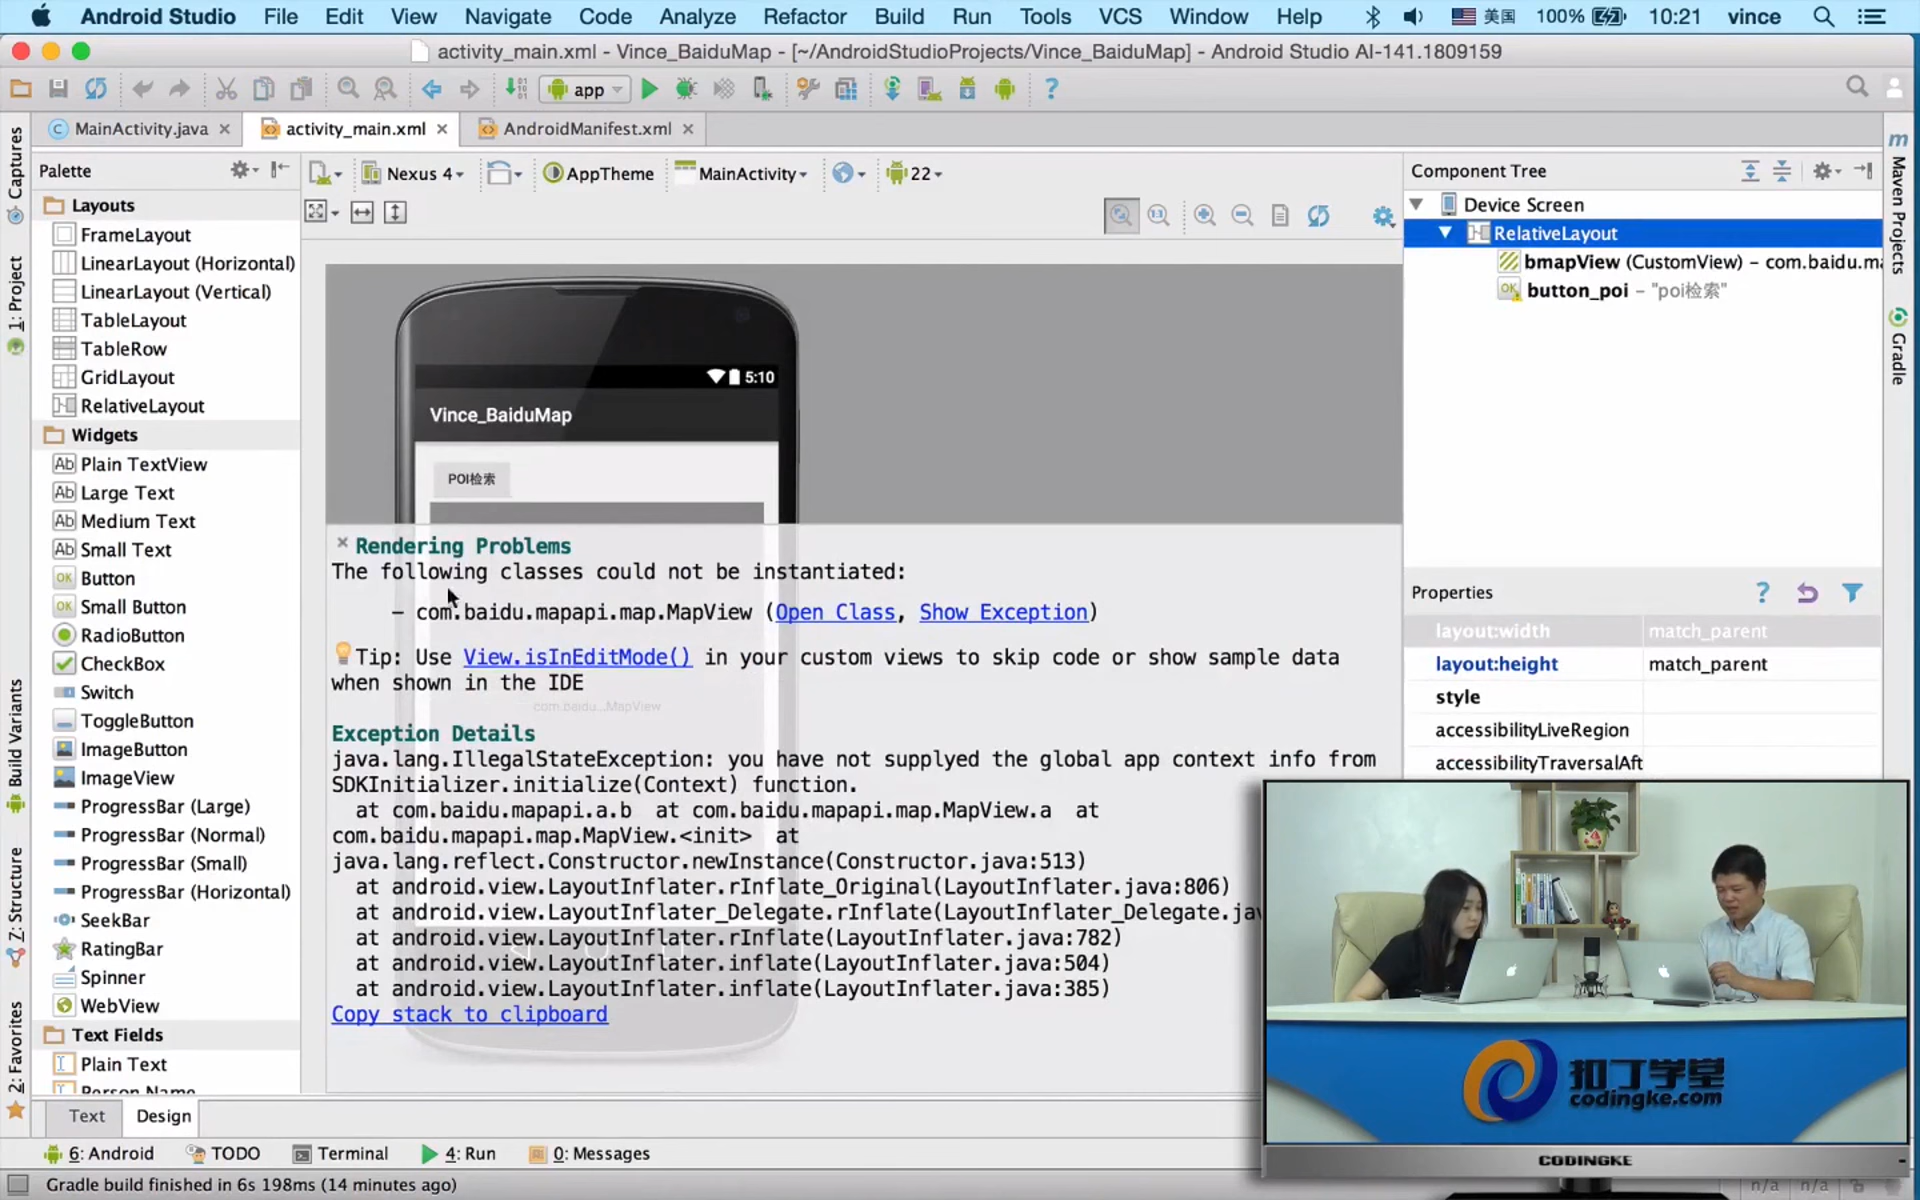 Android Studio File Edit View Navigate Code Analyze Refactor Build Run Tools VCS Window Help 美国 100% 10:21 vince
activity_main.xml - Vince_BaiduMap - [~/AndroidStudioProjects/Vince_BaiduMap] - Android Studio AI-141.1809159
app
MainActivity.java activity_main.xml AndroidManifest.xml
Captures
1: Project
Build Variants
7: Structure
2: Favorites
Palette
Layouts
FrameLayout
LinearLayout (Horizontal)
LinearLayout (Vertical)
TableLayout
TableRow
GridLayout
RelativeLayout
Widgets
Plain TextView
Large Text
Medium Text
Small Text
Button
Small Button
RadioButton
CheckBox
Switch
ToggleButton
ImageButton
ImageView
ProgressBar (Large)
ProgressBar (Normal)
ProgressBar (Small)
ProgressBar (Horizontal)
SeekBar
RatingBar
Spinner
WebView
Text Fields
Plain Text
Person Name
Nexus 4 AppTheme MainActivity 22
5:10
Vince_BaiduMap
POI检索
Rendering Problems
The following classes could not be instantiated:
– com.baidu.mapapi.map.MapView (Open Class, Show Exception)
Tip: Use View.isInEditMode() in your custom views to skip code or show sample data
when shown in the IDE
com.baidu...MapView
Exception Details
java.lang.IllegalStateException: you have not supplyed the global app context info from
SDKInitializer.initialize(Context) function.
at com.baidu.mapapi.a.b at com.baidu.mapapi.map.MapView.a at
com.baidu.mapapi.map.MapView.<init> at
java.lang.reflect.Constructor.newInstance(Constructor.java:513)
at android.view.LayoutInflater.rInflate_Original(LayoutInflater.java:806)
at android.view.LayoutInflater_Delegate.rInflate(LayoutInflater_Delegate.jav
at android.view.LayoutInflater.rInflate(LayoutInflater.java:782)
at android.view.LayoutInflater.inflate(LayoutInflater.java:504)
at android.view.LayoutInflater.inflate(LayoutInflater.java:385)
Copy stack to clipboard
Component Tree
Device Screen
RelativeLayout
bmapView (CustomView) – com.baidu.ma
button_poi – "poi检索"
Properties
layout:width match_parent
layout:height match_parent
style
accessibilityLiveRegion
accessibilityTraversalAft
Maven Projects
Gradle
扣丁学堂
codingke.com
CODINGKE
Text Design
6: Android TODO Terminal 4: Run 0: Messages
Gradle build finished in 6s 198ms (14 minutes ago) n/a n/a